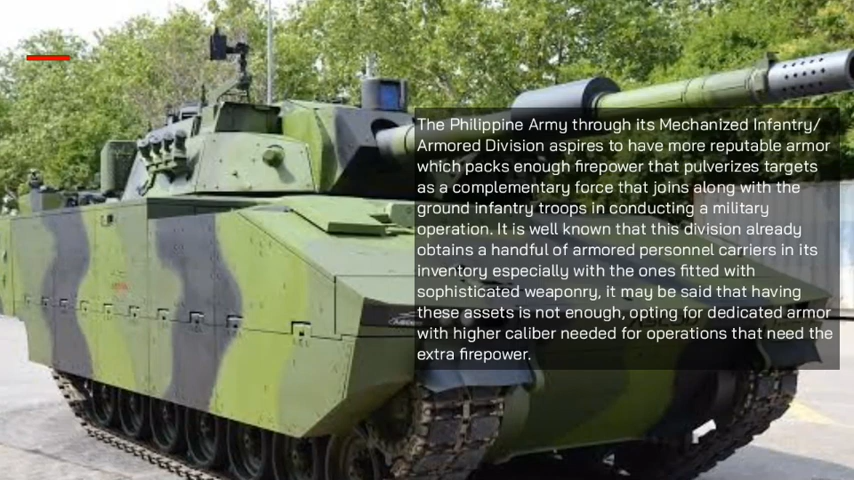 The Philippine Army through its Mechanized Infantry/
Armored Division aspires to have more reputable armor
which packs enough firepower that pulverizes targets
as a complementary force that joins along with the
ground infantry troops in conducting a military
operation. It is well known that this division already
obtains a handful of armored personnel carriers in its
inventory especially with the ones fitted with
sophisticated weaponry, it may be said that having
these assets is not enough, opting for dedicated armor
with higher caliber needed for operations that need the
extra firepower.